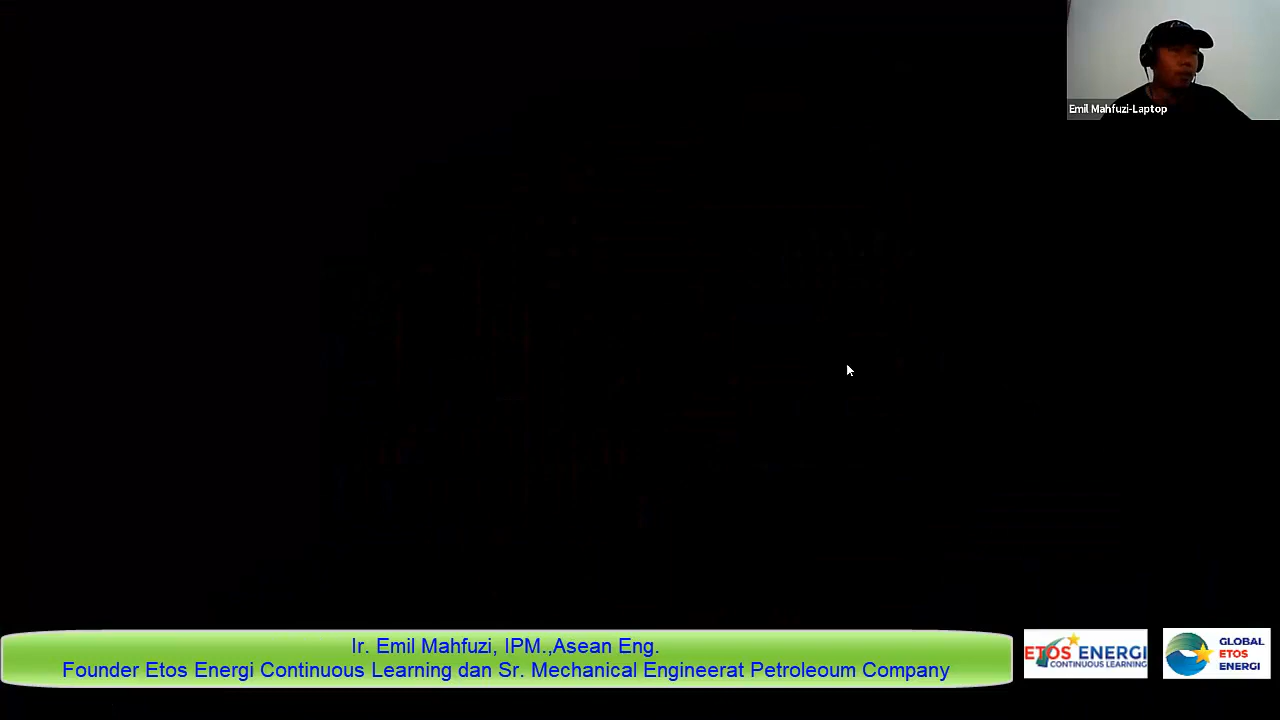 Emil Mahfuzi-Laptop
Ir. Emil Mahfuzi, IPM.,Asean Eng.
Founder Etos Energi Continuous Learning dan Sr. Mechanical Engineerat Petroleoum Company
ETOS ENERGI
CONTINUOUS LEARNING
GLOBAL
ETOS
ENERGI